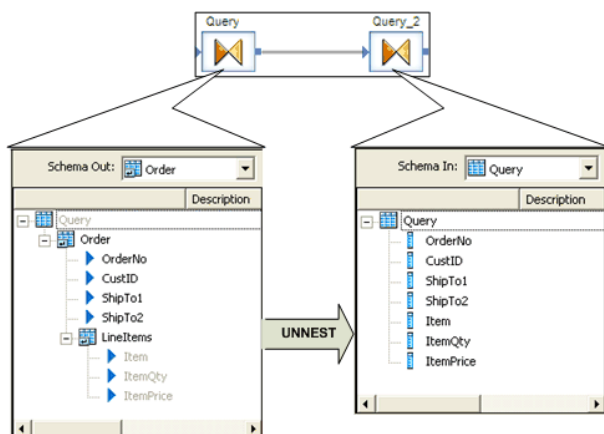 Query
Query_2
Schema Out:
Order
Description
Query
Order
OrderNo
CustID
ShipTo1
ShipTo2
LineItems
Item
ItemQty
ItemPrice
UNNEST
Schema In:
Query
Description
Query
OrderNo
CustID
ShipTo1
ShipTo2
Item
ItemQty
ItemPrice